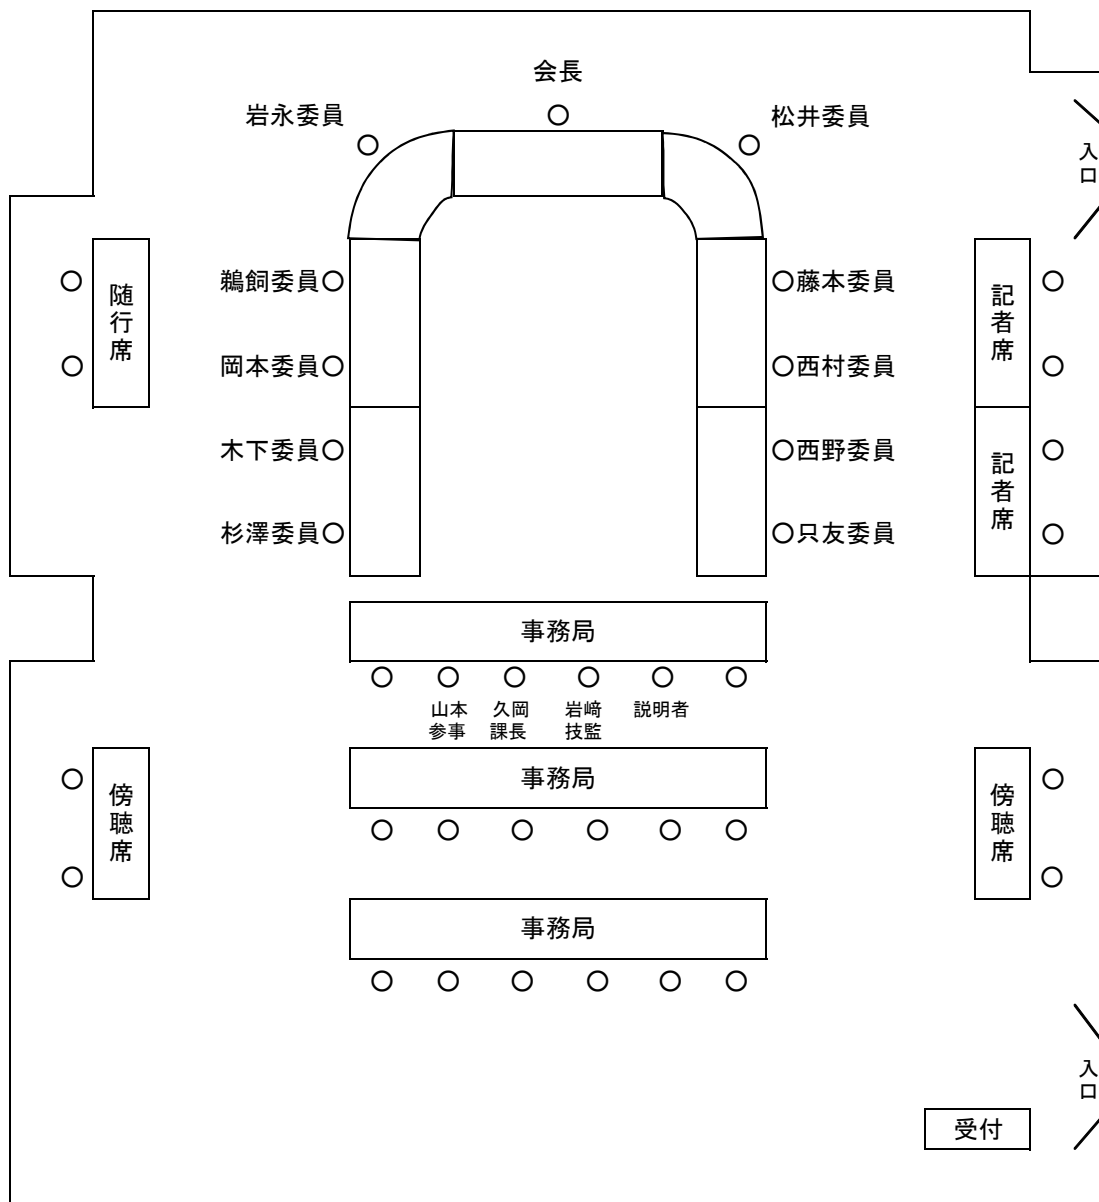 会長
岩永委員
松井委員
入口
鵜飼委員
藤本委員
随行席
記者席
岡本委員
西村委員
木下委員
西野委員
記者席
杉澤委員
只友委員
事務局
山本
参事
久岡
課長
岩﨑
技監
説明者
事務局
傍聴席
傍聴席
事務局
入口
受付